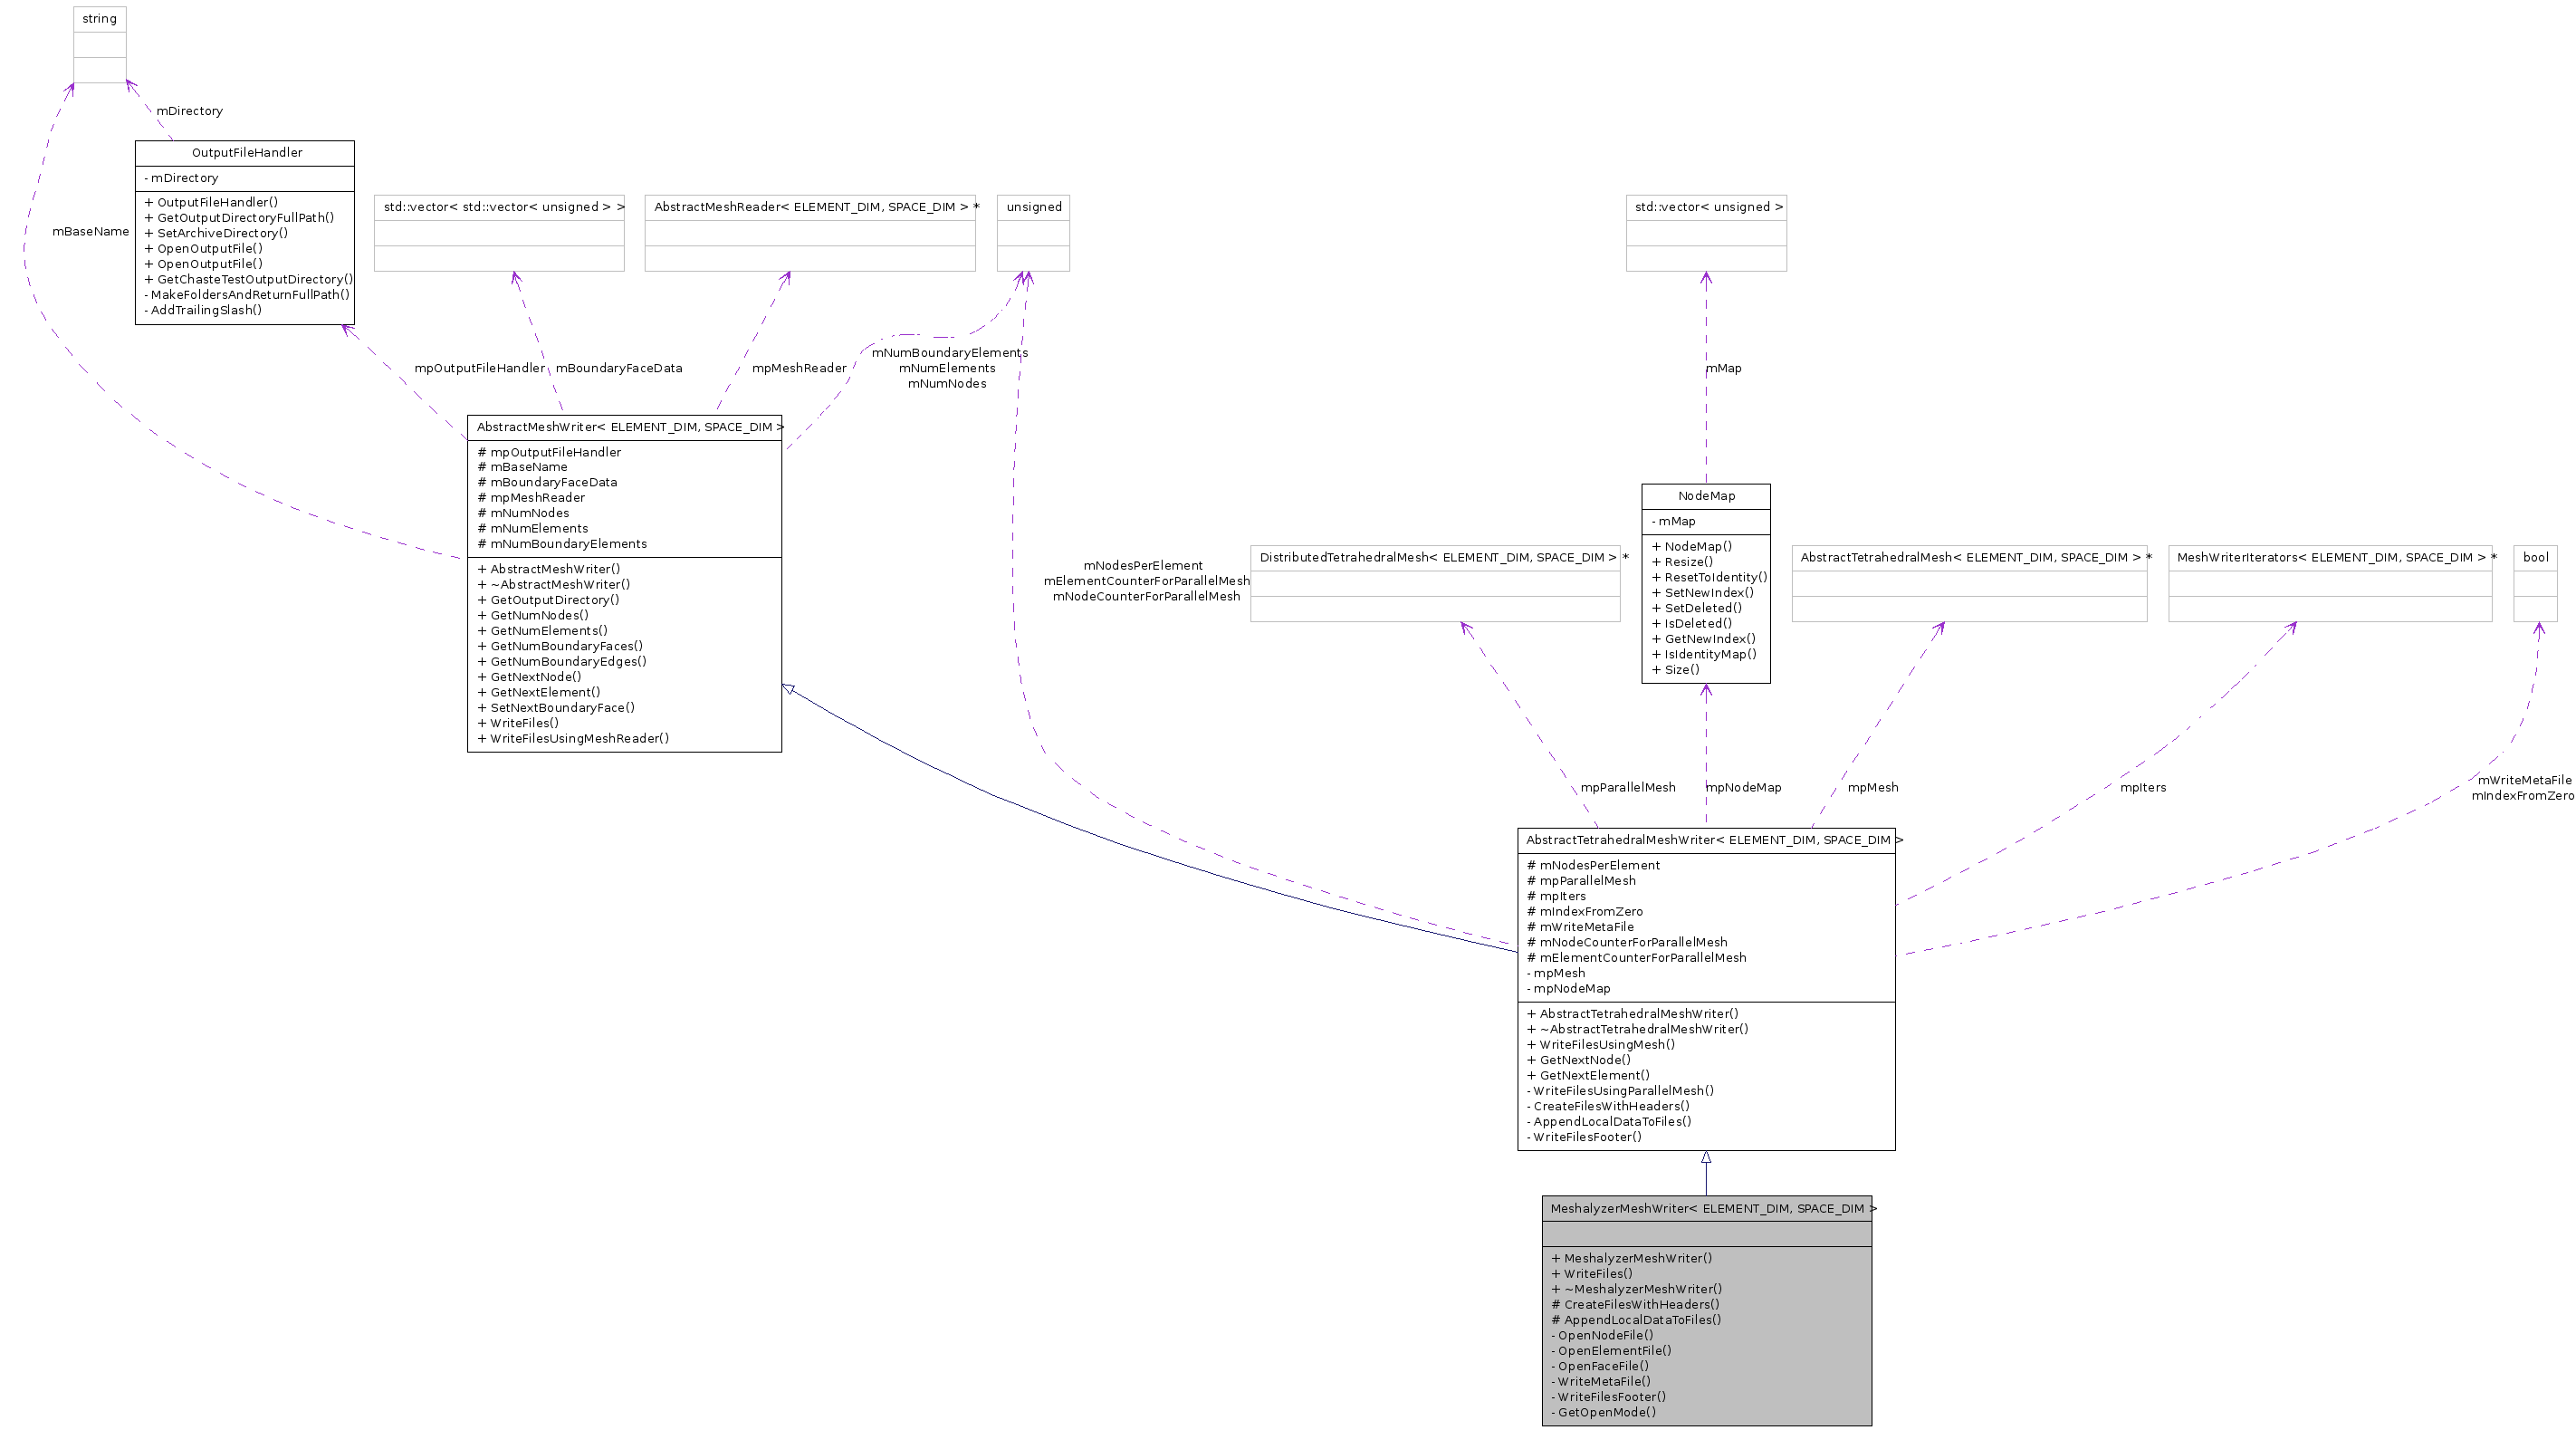 string
mDirectory
OutputFileHandler
- mDirectory
+ OutputFileHandler()
+ GetOutputDirectoryFullPath()
+ SetArchiveDirectory()
+ OpenOutputFile()
+ OpenOutputFile()
+ GetChasteTestOutputDirectory()
- MakeFoldersAndReturnFullPath()
- AddTrailingSlash()
mBaseName
std::vector< std::vector< unsigned > >
AbstractMeshReader< ELEMENT_DIM, SPACE_DIM > *
unsigned
std::vector< unsigned >
mpOutputFileHandler
mBoundaryFaceData
mpMeshReader
mNumBoundaryElements
mNumElements
mNumNodes
mMap
AbstractMeshWriter< ELEMENT_DIM, SPACE_DIM >
# mpOutputFileHandler
# mBaseName
# mBoundaryFaceData
# mpMeshReader
# mNumNodes
# mNumElements
# mNumBoundaryElements
+ AbstractMeshWriter()
+ ~AbstractMeshWriter()
+ GetOutputDirectory()
+ GetNumNodes()
+ GetNumElements()
+ GetNumBoundaryFaces()
+ GetNumBoundaryEdges()
+ GetNextNode()
+ GetNextElement()
+ SetNextBoundaryFace()
+ WriteFiles()
+ WriteFilesUsingMeshReader()
mNodesPerElement
mElementCounterForParallelMesh
mNodeCounterForParallelMesh
DistributedTetrahedralMesh< ELEMENT_DIM, SPACE_DIM > *
NodeMap
- mMap
+ NodeMap()
+ Resize()
+ ResetToIdentity()
+ SetNewIndex()
+ SetDeleted()
+ IsDeleted()
+ GetNewIndex()
+ IsIdentityMap()
+ Size()
AbstractTetrahedralMesh< ELEMENT_DIM, SPACE_DIM > *
MeshWriterIterators< ELEMENT_DIM, SPACE_DIM > *
bool
mpParallelMesh
mpNodeMap
mpMesh
mpIters
mWriteMetaFile
mIndexFromZero
AbstractTetrahedralMeshWriter< ELEMENT_DIM, SPACE_DIM >
# mNodesPerElement
# mpParallelMesh
# mpIters
# mIndexFromZero
# mWriteMetaFile
# mNodeCounterForParallelMesh
# mElementCounterForParallelMesh
- mpMesh
- mpNodeMap
+ AbstractTetrahedralMeshWriter()
+ ~AbstractTetrahedralMeshWriter()
+ WriteFilesUsingMesh()
+ GetNextNode()
+ GetNextElement()
- WriteFilesUsingParallelMesh()
- CreateFilesWithHeaders()
- AppendLocalDataToFiles()
- WriteFilesFooter()
MeshalyzerMeshWriter< ELEMENT_DIM, SPACE_DIM >
+ MeshalyzerMeshWriter()
+ WriteFiles()
+ ~MeshalyzerMeshWriter()
# CreateFilesWithHeaders()
# AppendLocalDataToFiles()
- OpenNodeFile()
- OpenElementFile()
- OpenFaceFile()
- WriteMetaFile()
- WriteFilesFooter()
- GetOpenMode()